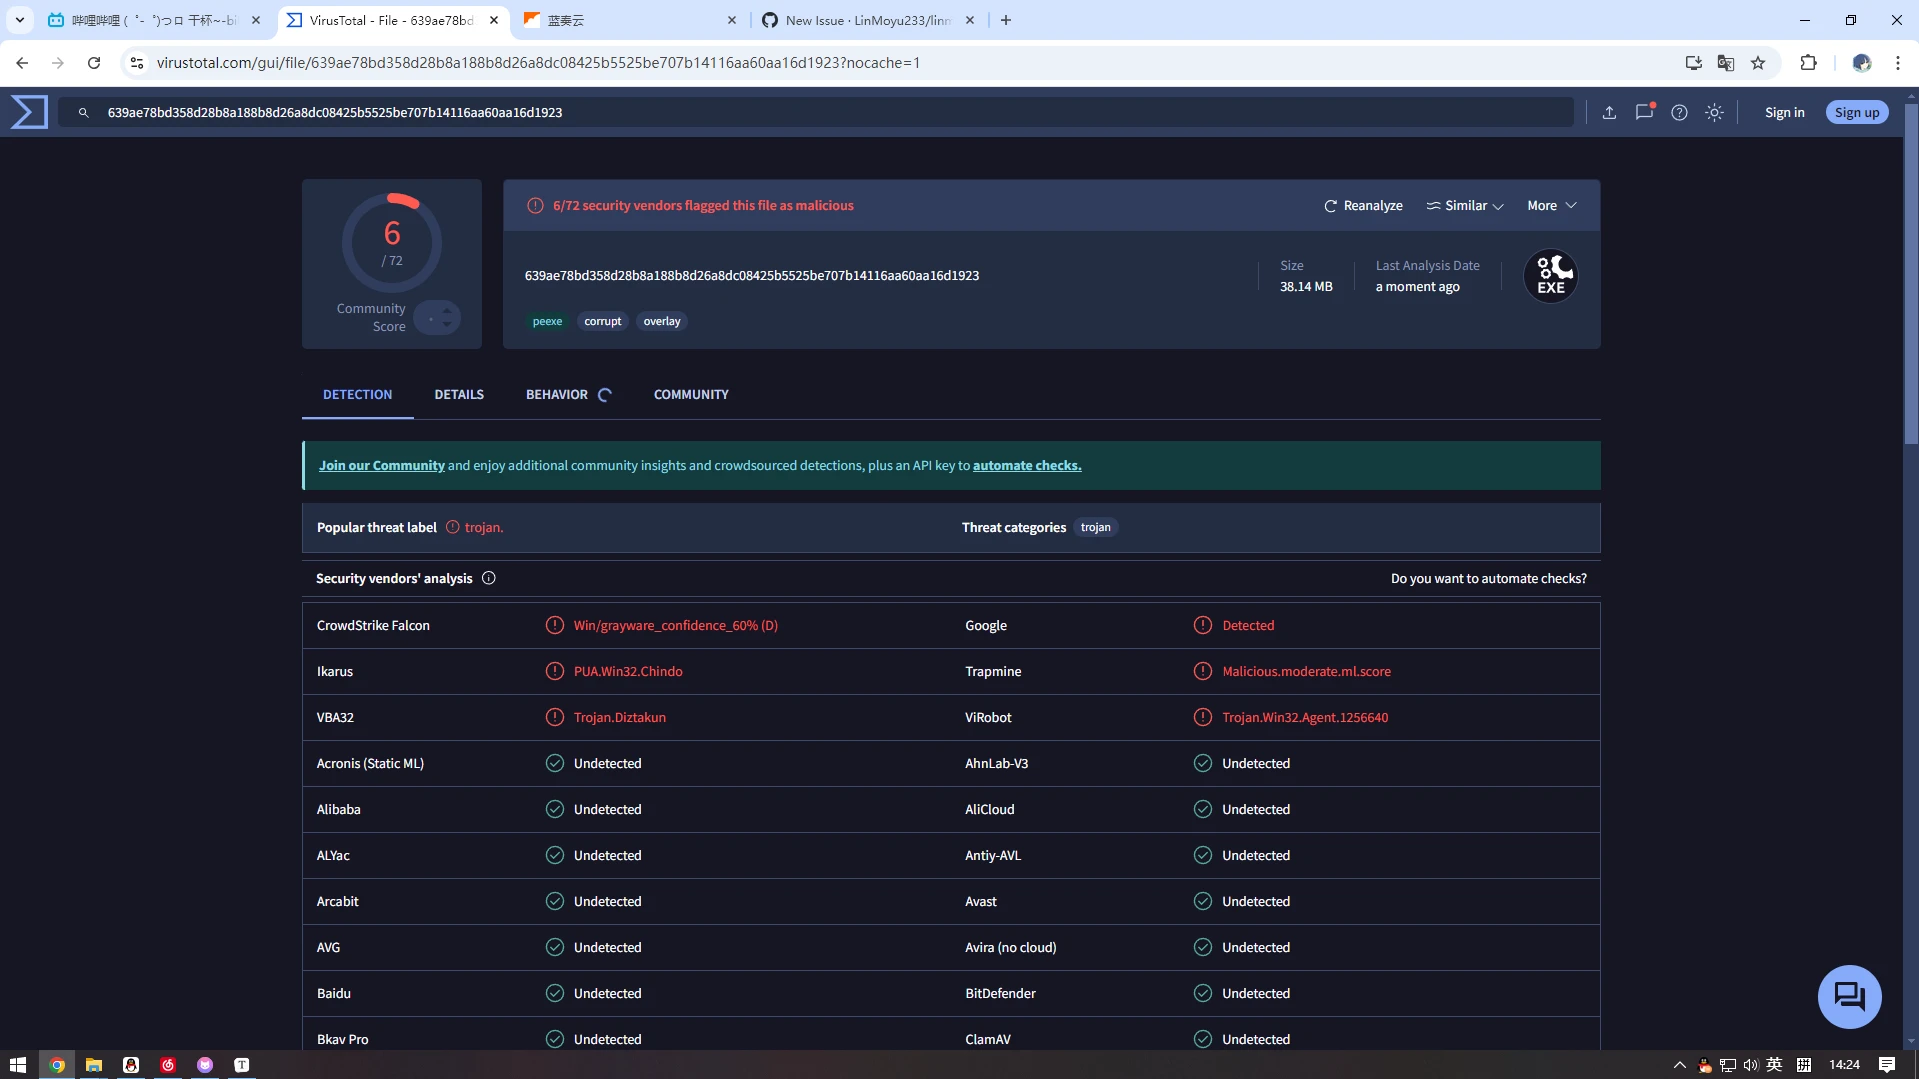 哔哩哔哩 (゜-゜)つロ 干杯~-bi
VirusTotal - File - 639ae78bd
蓝奏云
New Issue · LinMoyu233/linm
virustotal.com/gui/file/639ae78bd358d28b8a188b8d26a8dc08425b5525be707b14116aa60aa16d1923?nocache=1
639ae78bd358d28b8a188b8d26a8dc08425b5525be707b14116aa60aa16d1923
Sign in
Sign up
6
/ 72
Community
Score
6/72 security vendors flagged this file as malicious
Reanalyze
Similar
More
639ae78bd358d28b8a188b8d26a8dc08425b5525be707b14116aa60aa16d1923
Size
38.14 MB
Last Analysis Date
a moment ago
EXE
peexe
corrupt
overlay
DETECTION
DETAILS
BEHAVIOR
COMMUNITY
Join our Community and enjoy additional community insights and crowdsourced detections, plus an API key to automate checks.
Popular threat label
trojan.
Threat categories
trojan
Security vendors' analysis
Do you want to automate checks?
CrowdStrike Falcon
Win/grayware_confidence_60% (D)
Google
Detected
Ikarus
PUA.Win32.Chindo
Trapmine
Malicious.moderate.ml.score
VBA32
Trojan.Diztakun
ViRobot
Trojan.Win32.Agent.1256640
Acronis (Static ML)
Undetected
AhnLab-V3
Undetected
Alibaba
Undetected
AliCloud
Undetected
ALYac
Undetected
Antiy-AVL
Undetected
Arcabit
Undetected
Avast
Undetected
AVG
Undetected
Avira (no cloud)
Undetected
Baidu
Undetected
BitDefender
Undetected
Bkav Pro
Undetected
ClamAV
Undetected
T
英
拼
14:24